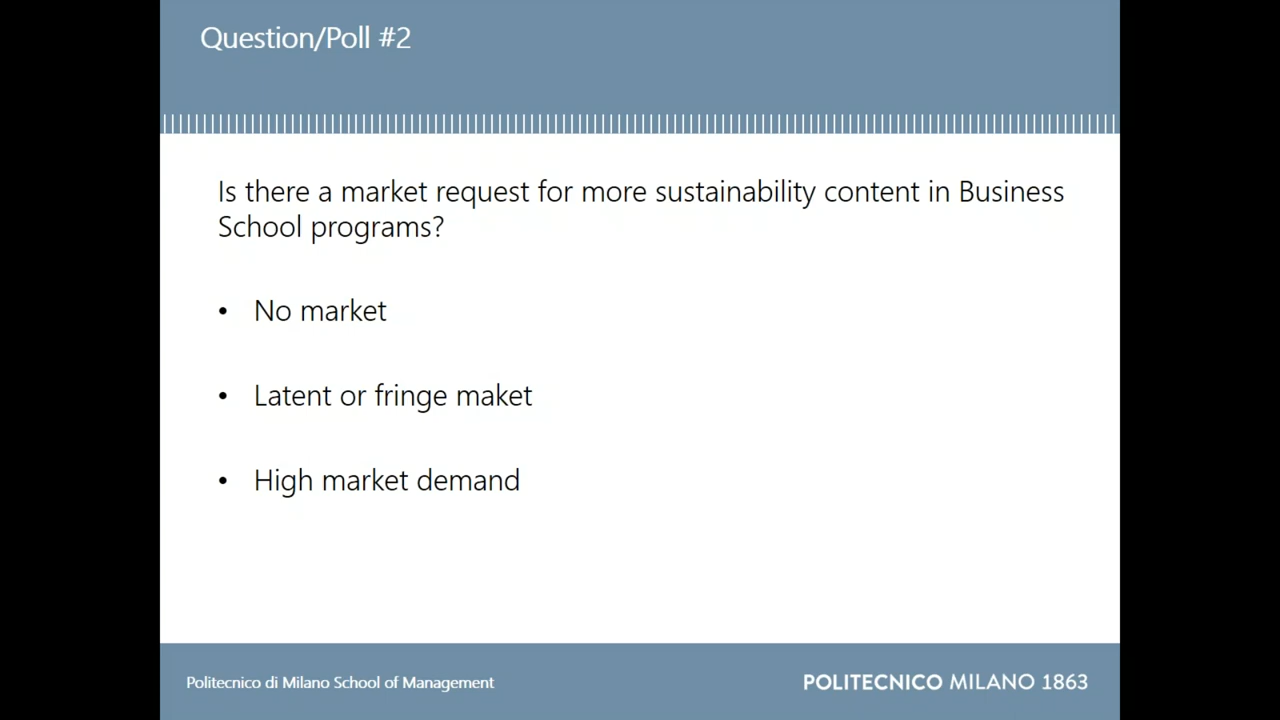 Question/Poll #2
Is there a market request for more sustainability content in Business
School programs?
• No market
• Latent or fringe maket
• High market demand
Politecnico di Milano School of Management
POLITECNICO MILANO 1863